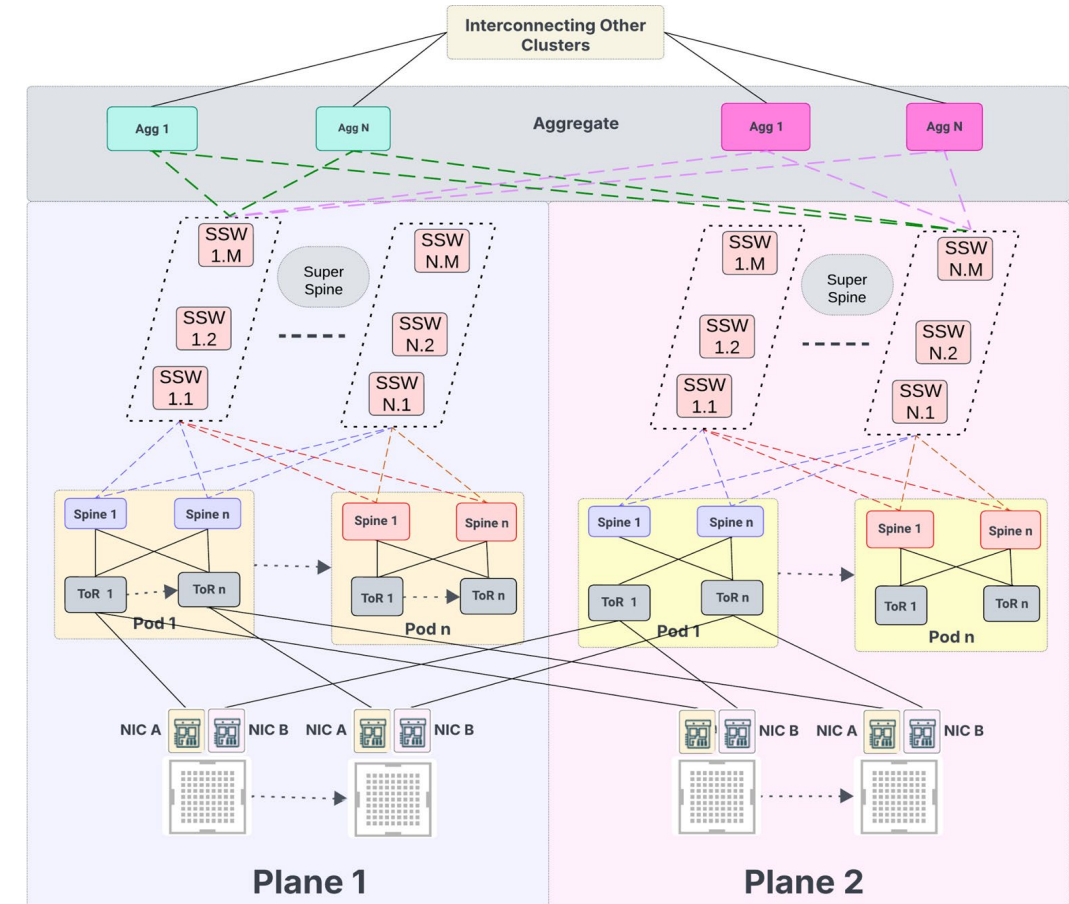 Interconnecting Other
Clusters
Agg 1
Agg N
Aggregate
Agg 1
Agg N
SSW
1.M
SSW
1.2
SSW
1.1
Super
Spine
SSW
N.M
SSW
N.2
SSW
N.1
SSW
1.M
SSW
1.2
SSW
1.1
Super
Spine
SSW
N.M
SSW
N.2
SSW
N.1
Spine 1
Spine n
ToR 1
ToR n
Pod 1
Spine 1
Spine n
ToR 1
ToR n
Pod n
Spine 1
Spine n
ToR 1
ToR n
Pod 1
Spine 1
Spine n
ToR 1
ToR n
Pod n
NIC A
NIC B
NIC A
NIC B
NIC B
NIC A
NIC B
Plane 1
Plane 2